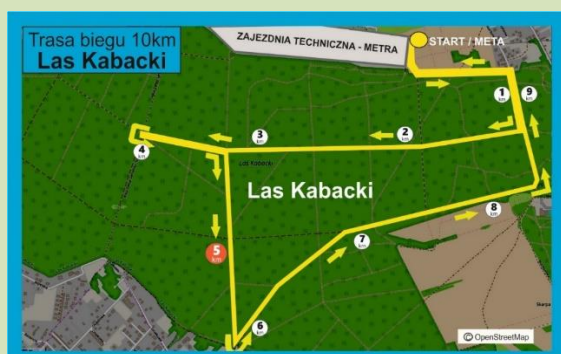 Trasa biegu 10km
Las Kabacki
ZAJEZDNIA TECHNICZNA - METRA
START / META
1 km
9 km
2 km
3 km
4 km
Las Kabacki
Las Kabacki
8 km
7 km
5 km
6 km
© OpenStreetMap